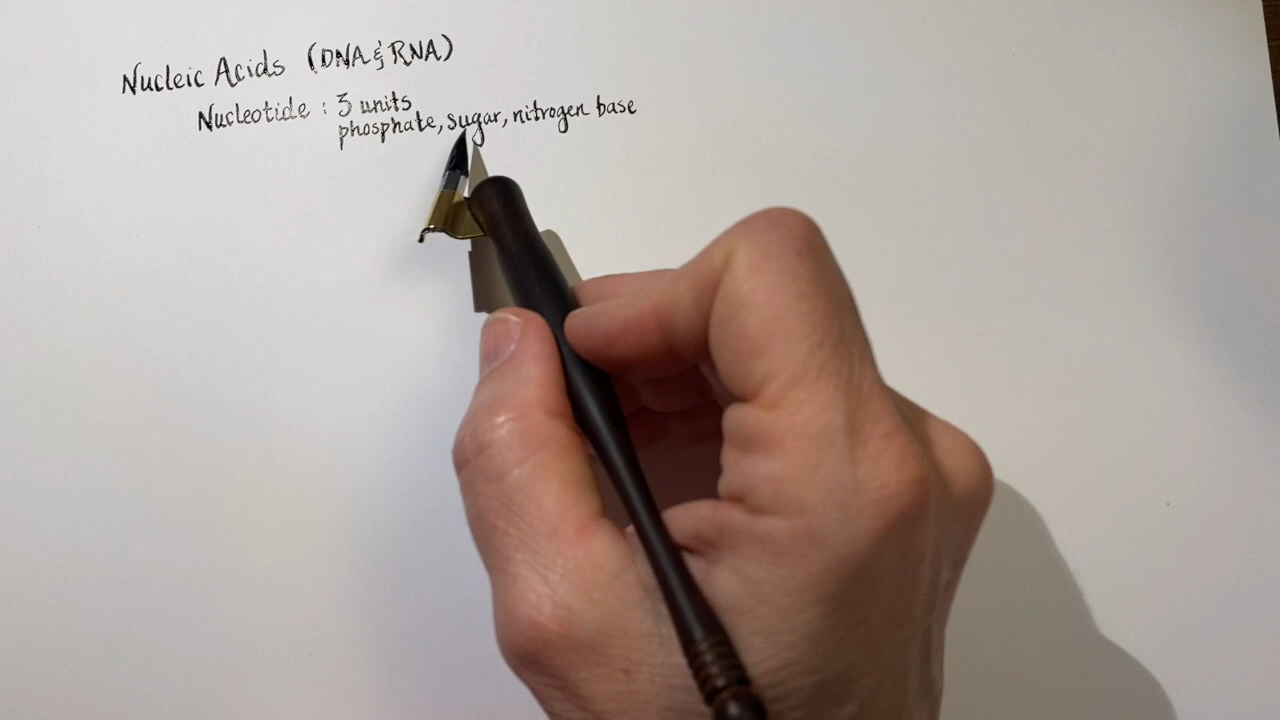 Nucleic Acids (DNA & RNA)
Nucleotide : 3 units
phosphate, sugar, nitrogen base